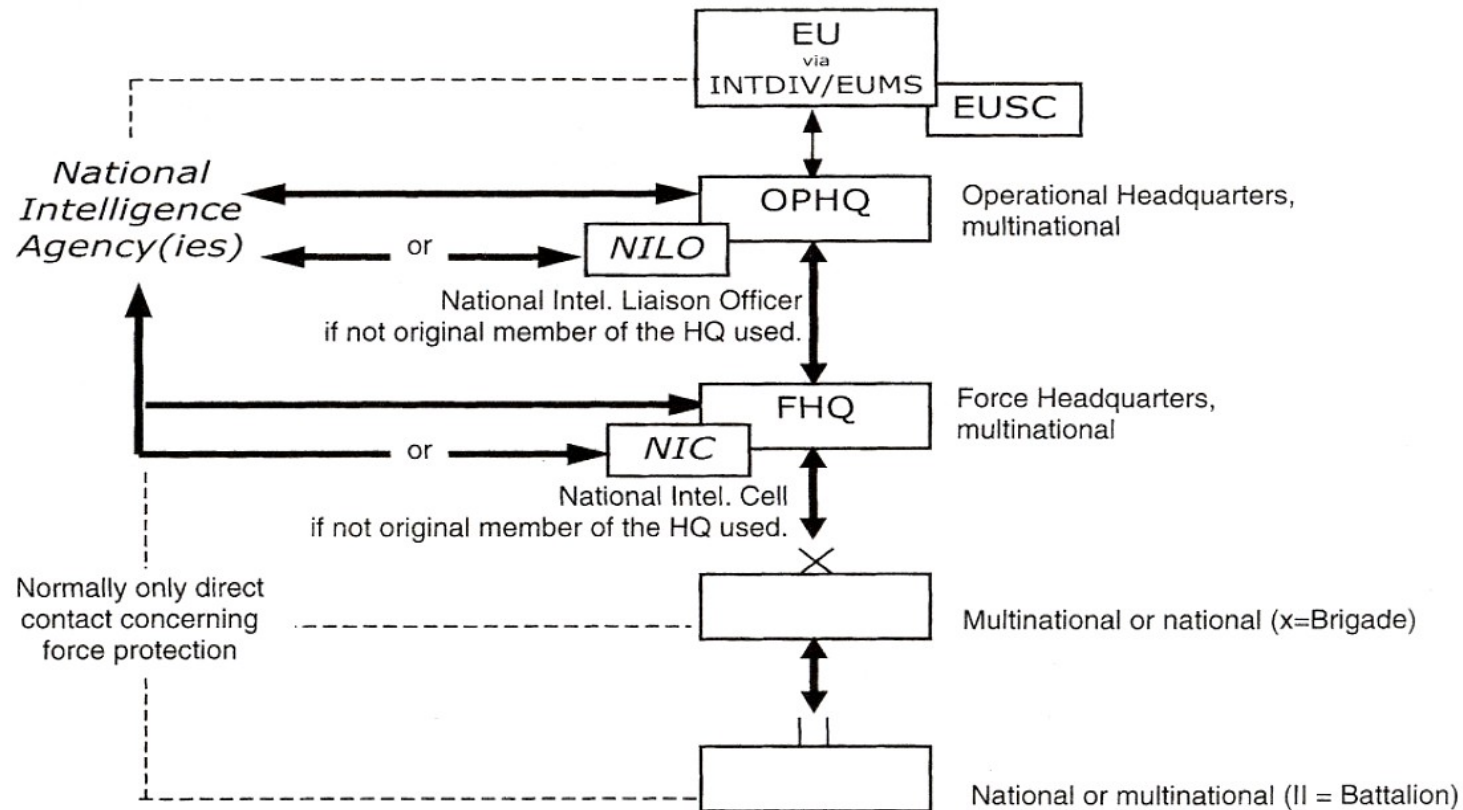 EU
via
INTDIV/EUMS
EUSC
National
Intelligence
Agency(ies)
OPHQ
Operational Headquarters,
multinational
or
NILO
National Intel. Liaison Officer
if not original member of the HQ used.
FHQ
Force Headquarters,
multinational
or
NIC
National Intel. Cell
if not original member of the HQ used.
X
Normally only direct
contact concerning
force protection
Multinational or national (x=Brigade)
II
National or multinational (II = Battalion)